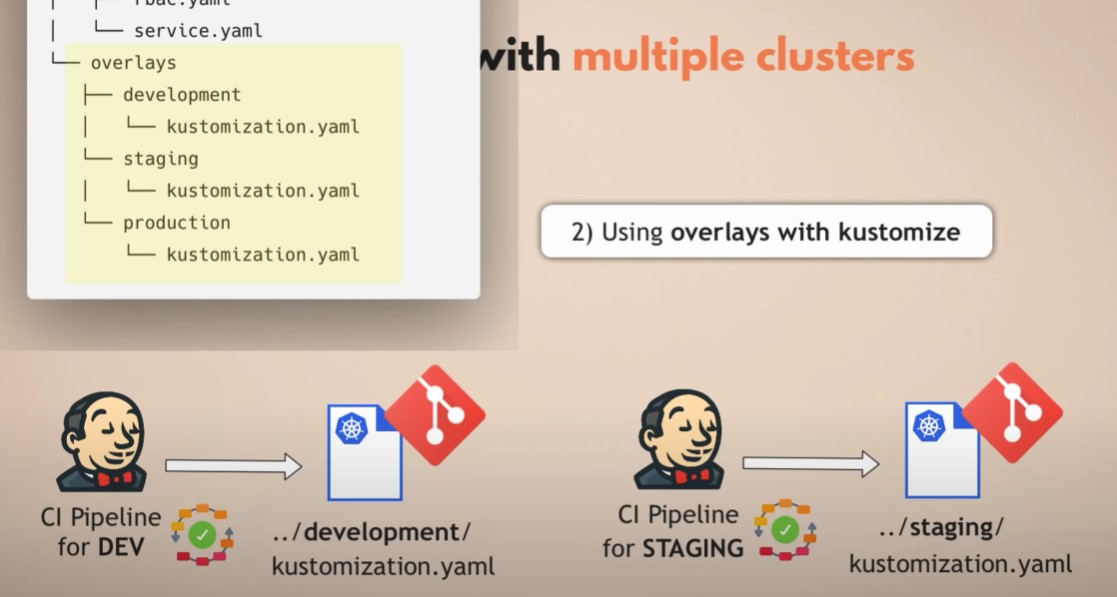 │   ├── rbac.yaml
│   └── service.yaml
└── overlays
├── development
│   └── kustomization.yaml
└── staging
│   └── kustomization.yaml
└── production
└── kustomization.yaml
with multiple clusters
2) Using overlays with kustomize
CI Pipeline
for DEV
../development/
kustomization.yaml
CI Pipeline
for STAGING
../staging/
kustomization.yaml